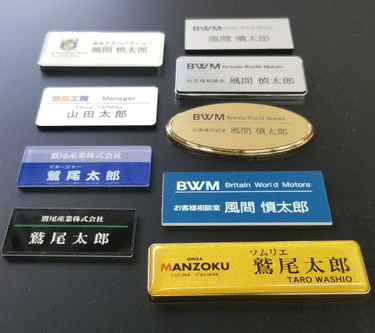 風間 慎太郎
Manager
Tarou Yamada
山田 太郎
鷲尾産業株式会社
マネージャー
鷲尾太郎
鷲尾産業株式会社
鷲尾太郎
BWM Britain World Motors
風間 慎太郎
BWM Britain World Motors
お客様相談室 風間 慎太郎
BWM Britain World Motors
お客様相談室 風間 慎太郎
BWM Britain World Motors
お客様相談室 風間 慎太郎
GINZA
MANZOKU
CUCINA ITALIANA
ソムリエ
鷲尾太郎
TARO WASHIO